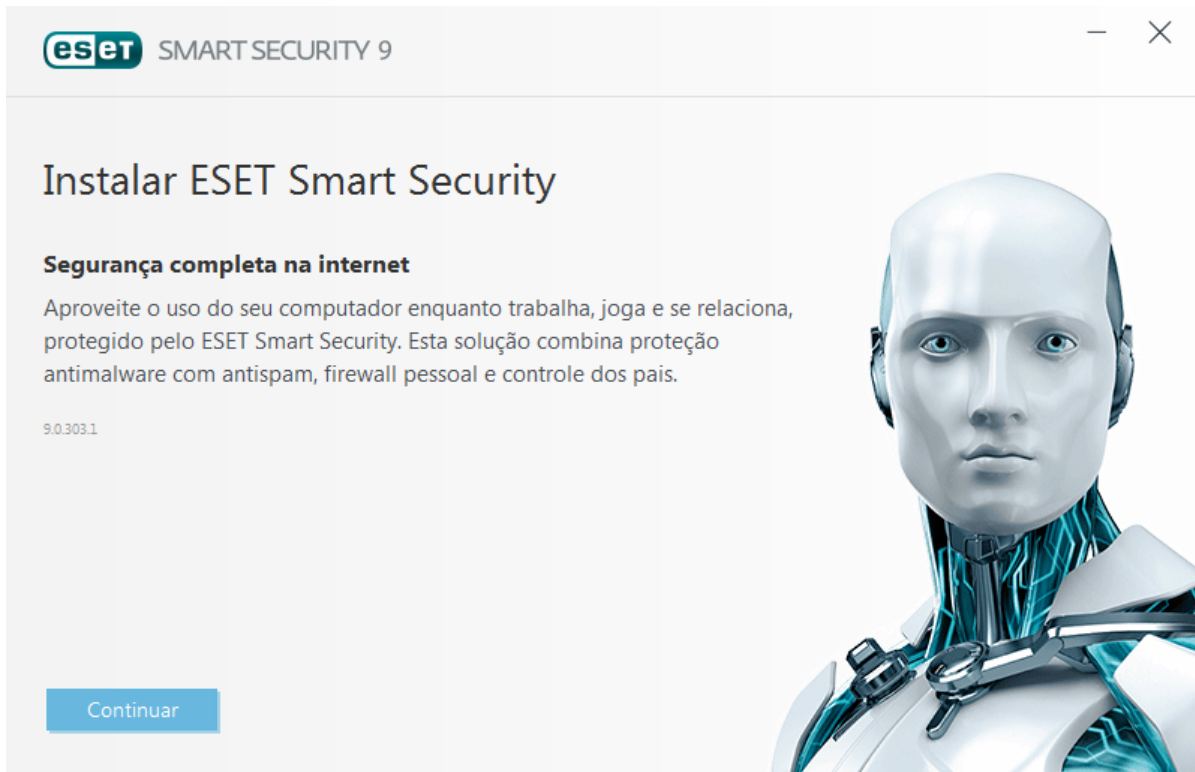 eset SMART SECURITY 9
Instalar ESET Smart Security
Segurança completa na internet
Aproveite o uso do seu computador enquanto trabalha, joga e se relaciona,
protegido pelo ESET Smart Security. Esta solução combina proteção
antimalware com antispam, firewall pessoal e controle dos pais.
9.0.303.1
Continuar